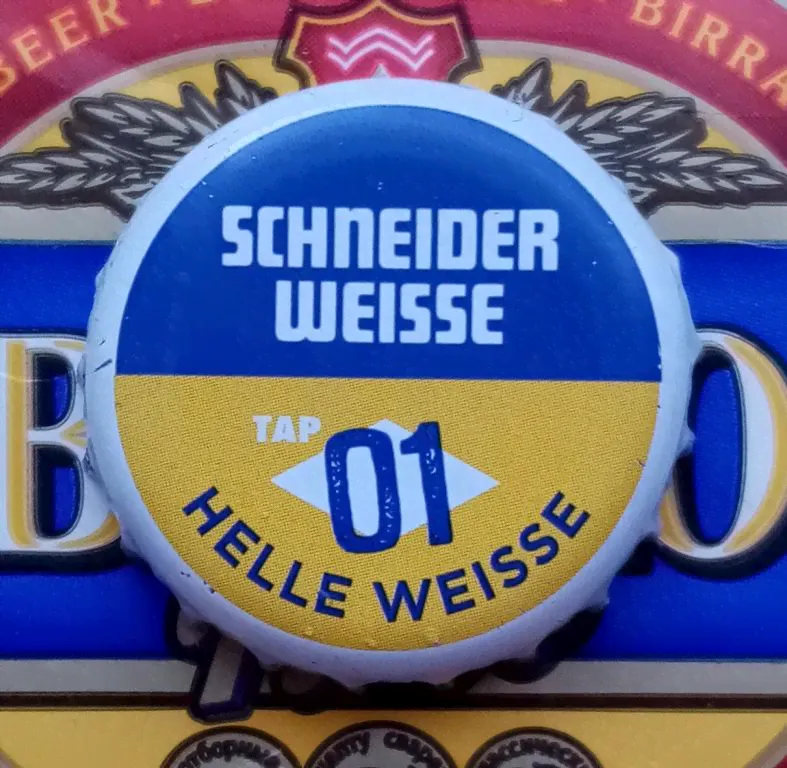 BEER
BIRRA
SCHNEIDER
WEISSE
TAP
01
HELLE WEISSE
B
O